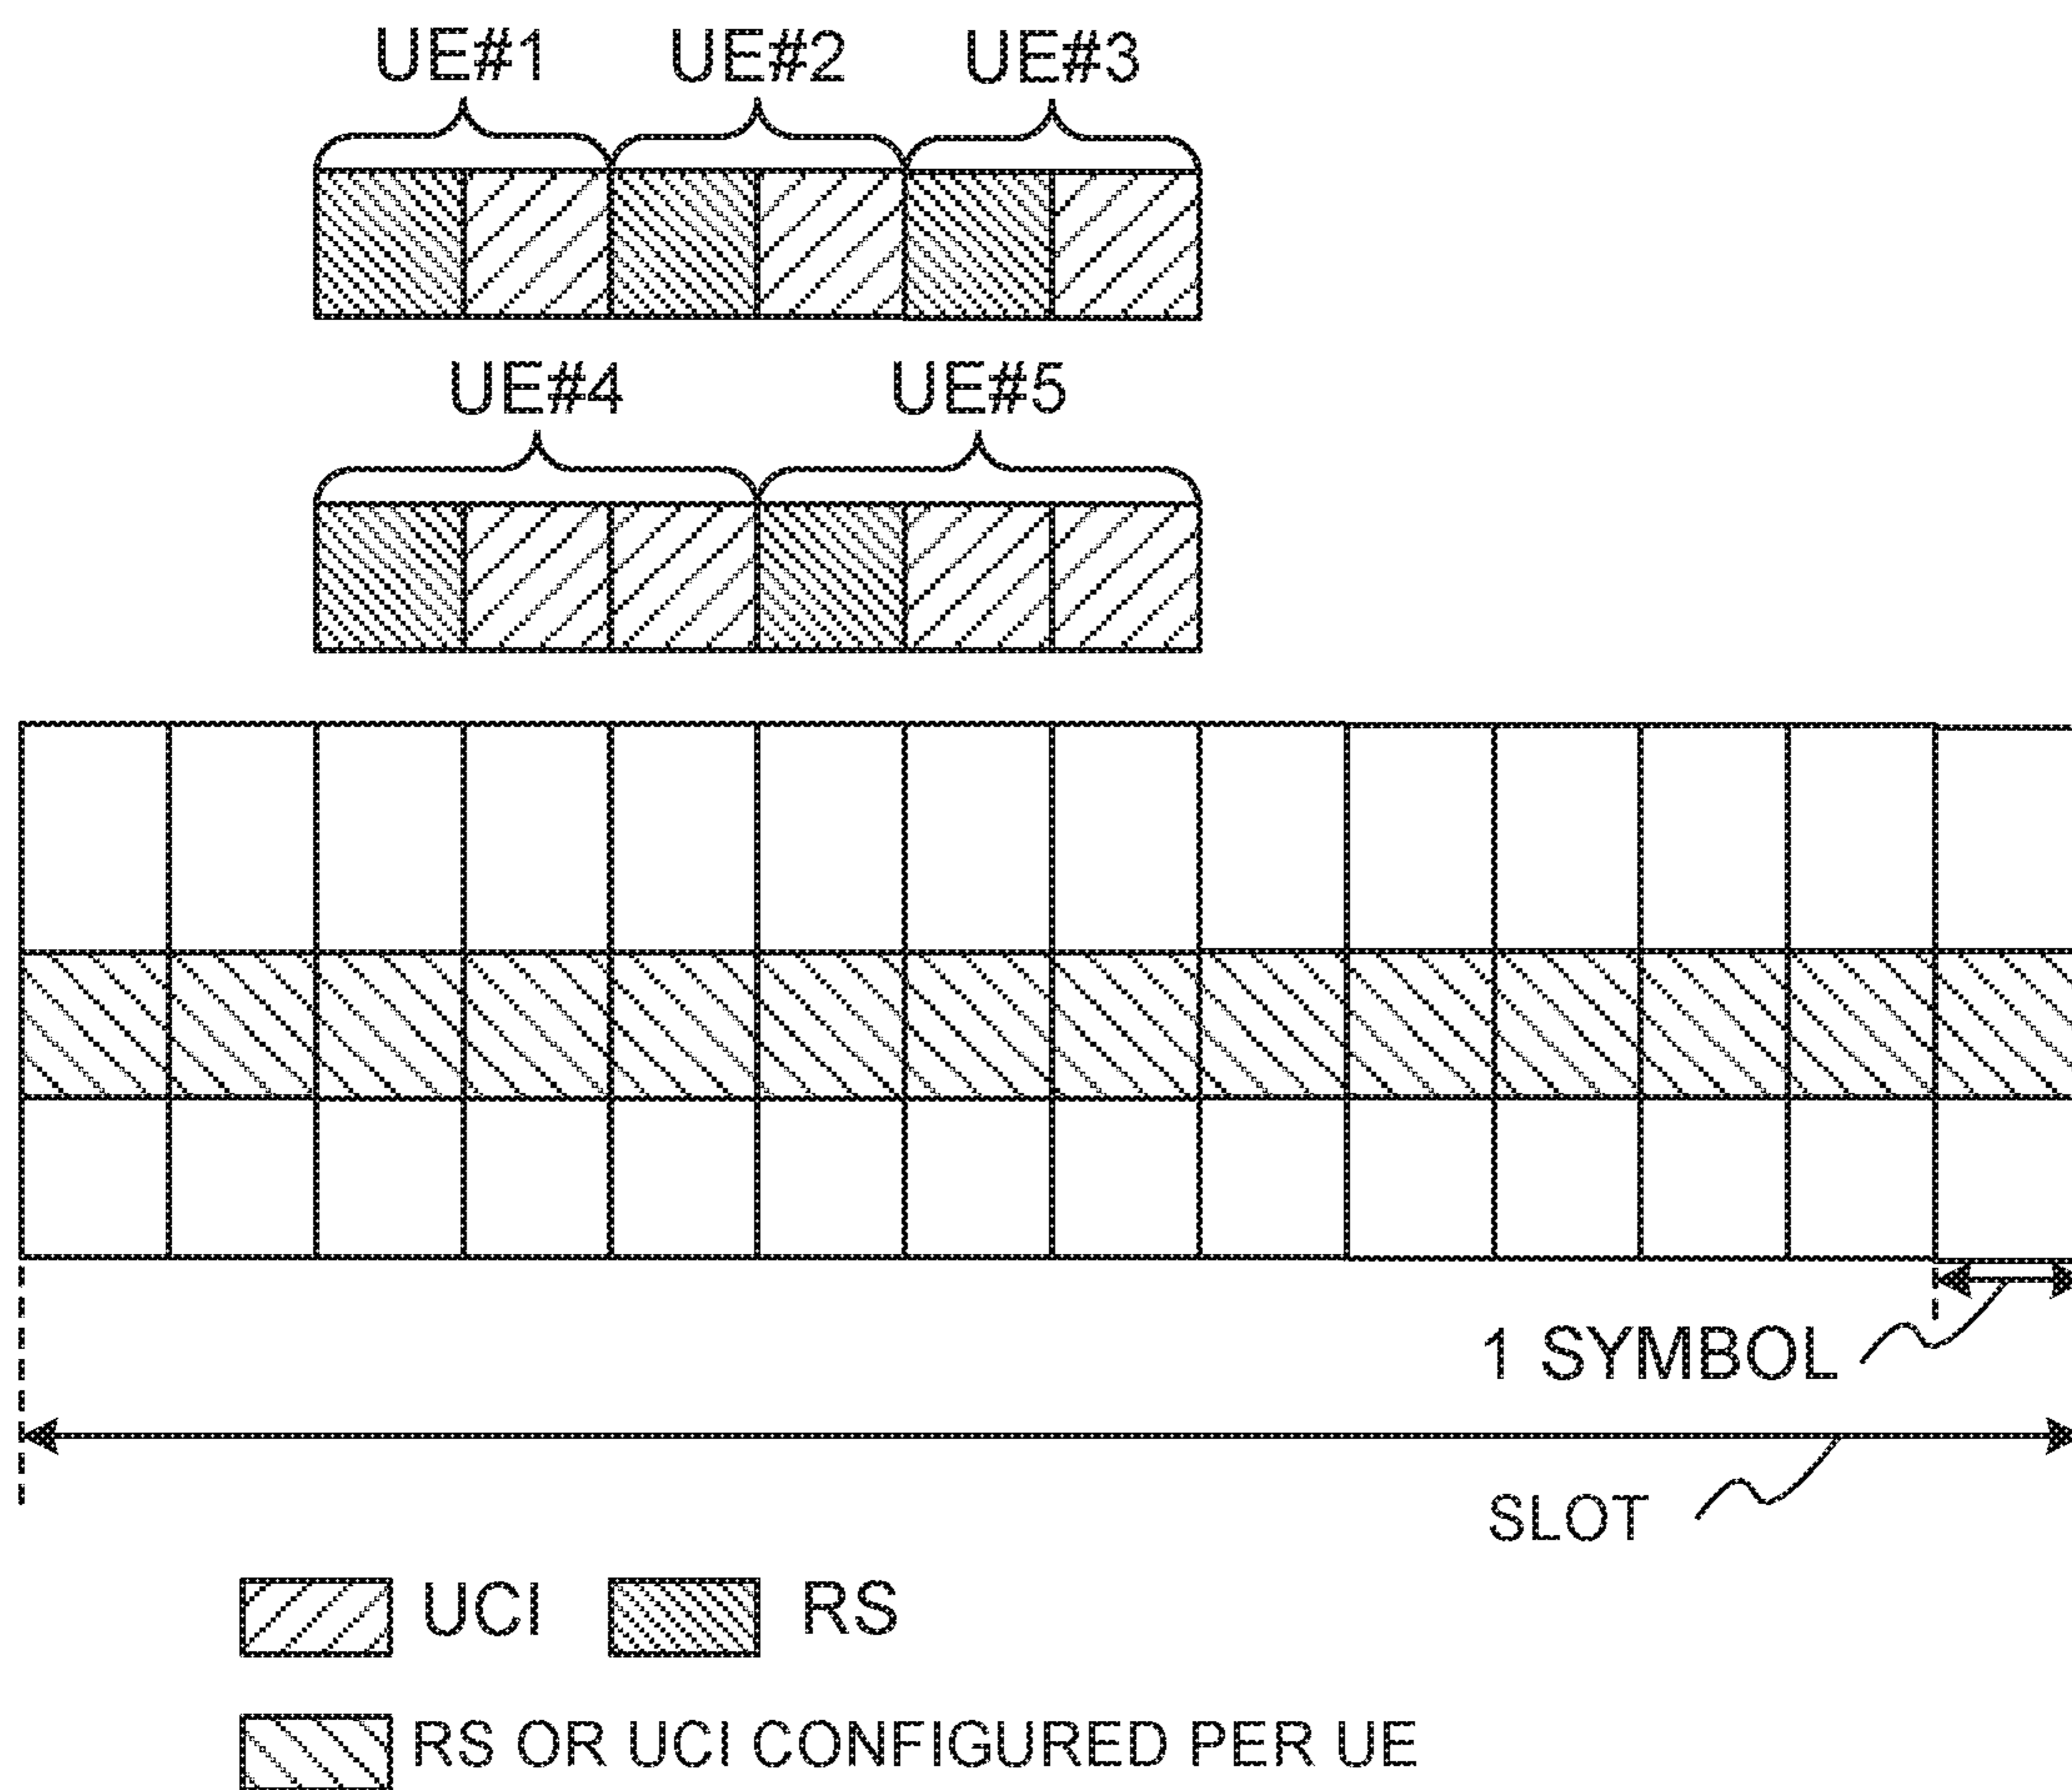 UE#1 UE#2 UE#3
UE#4 UE#5
1 SYMBOL
SLOT
UCI RS
RS OR UCI CONFIGURED PER UE